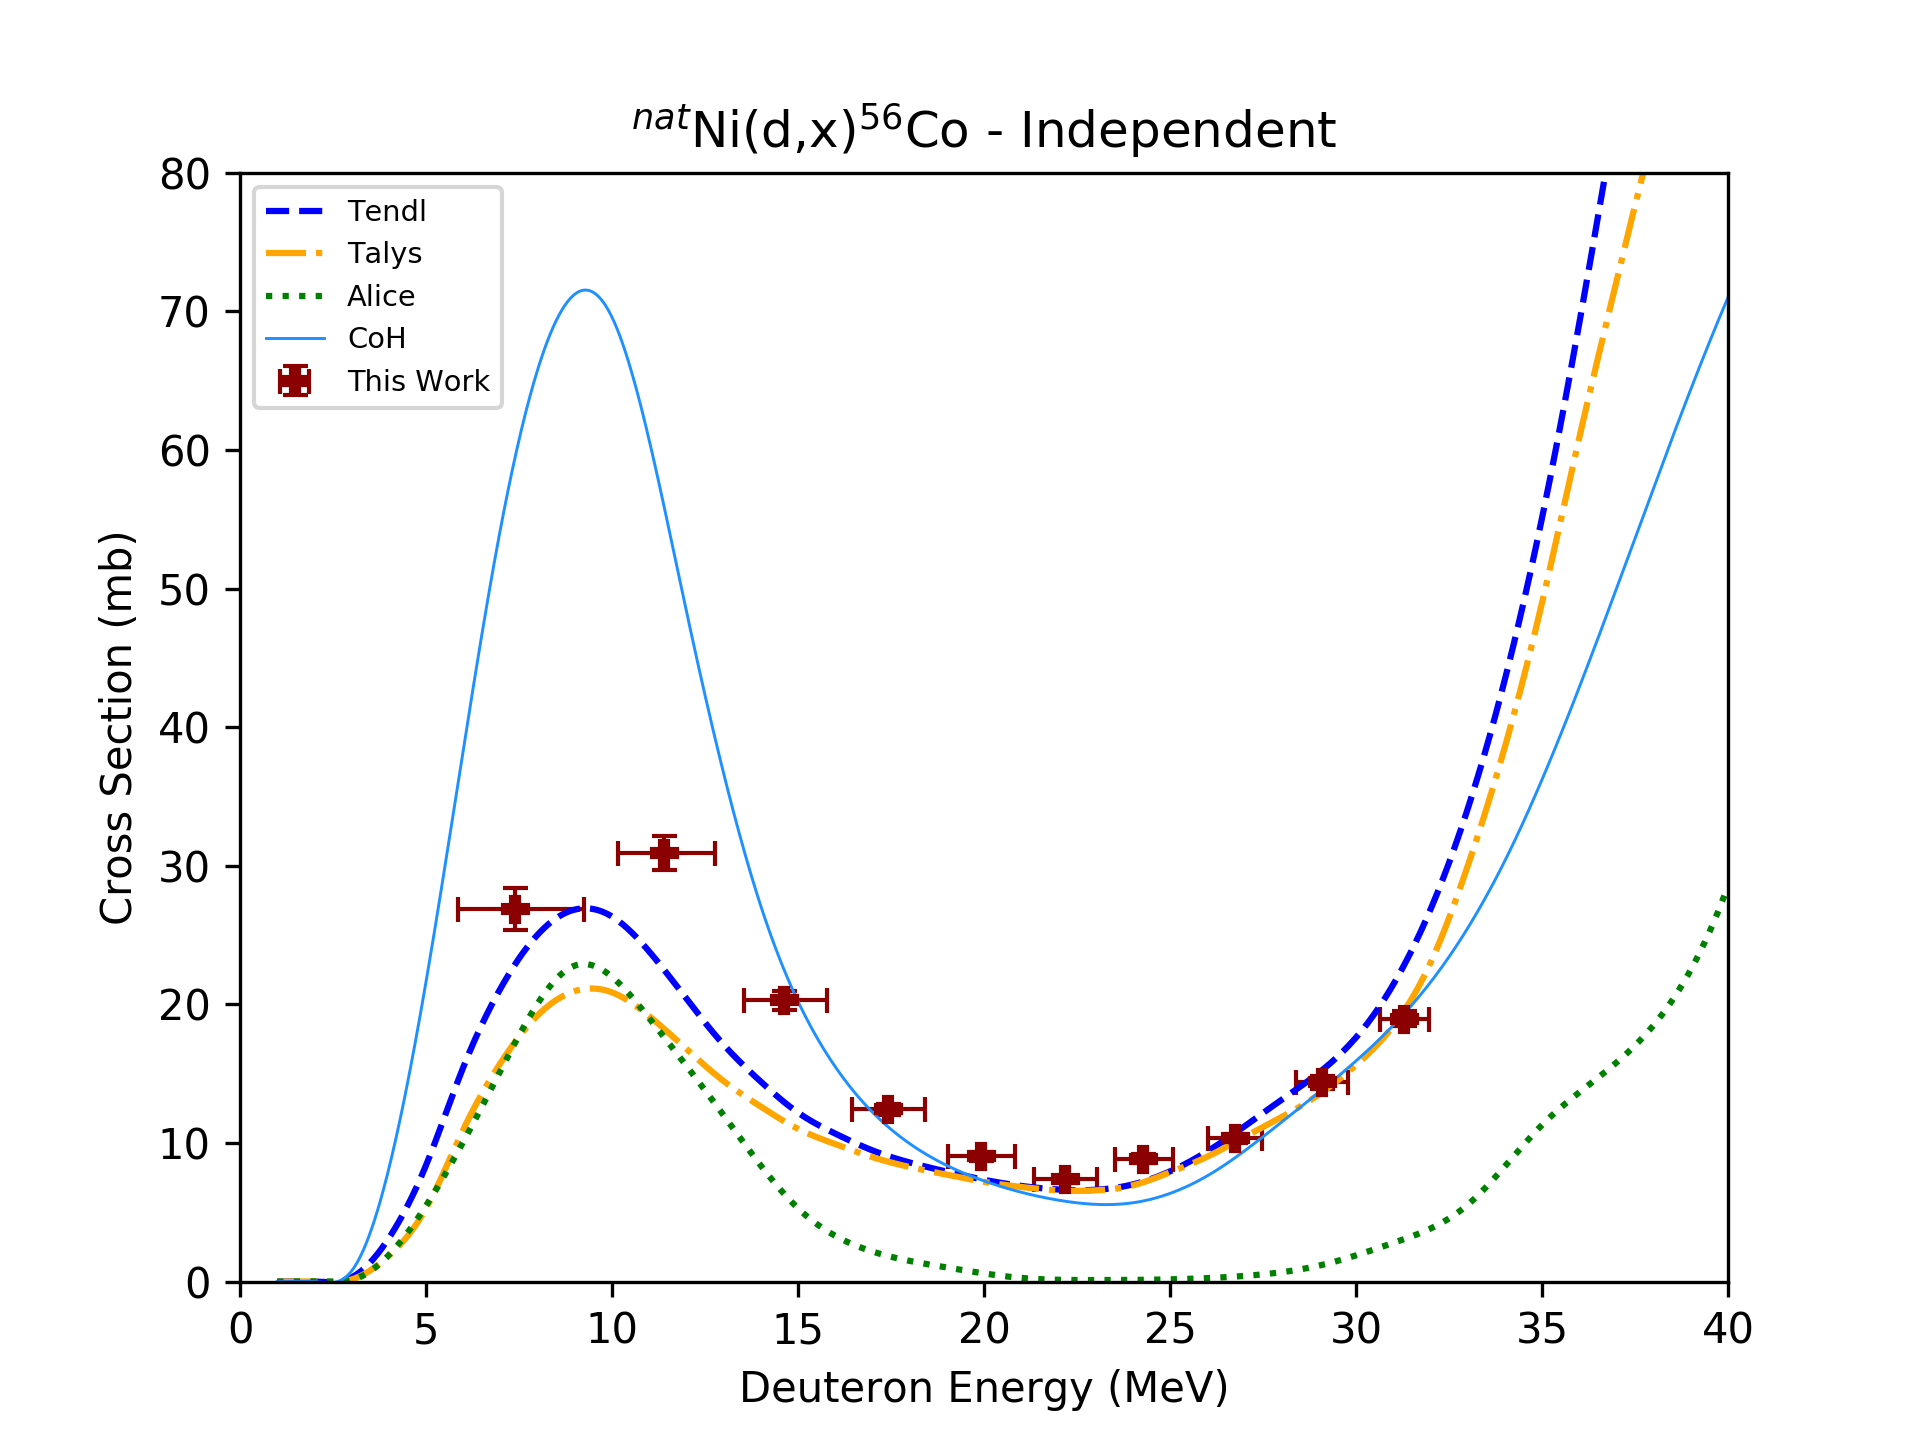 natNi(d,x)56Co - Independent
80
70
60
50
40
30
20
10
0
Cross Section (mb)
Tendl
Talys
Alice
CoH
This Work
0 5 10 15 20 25 30 35 40
Deuteron Energy (MeV)